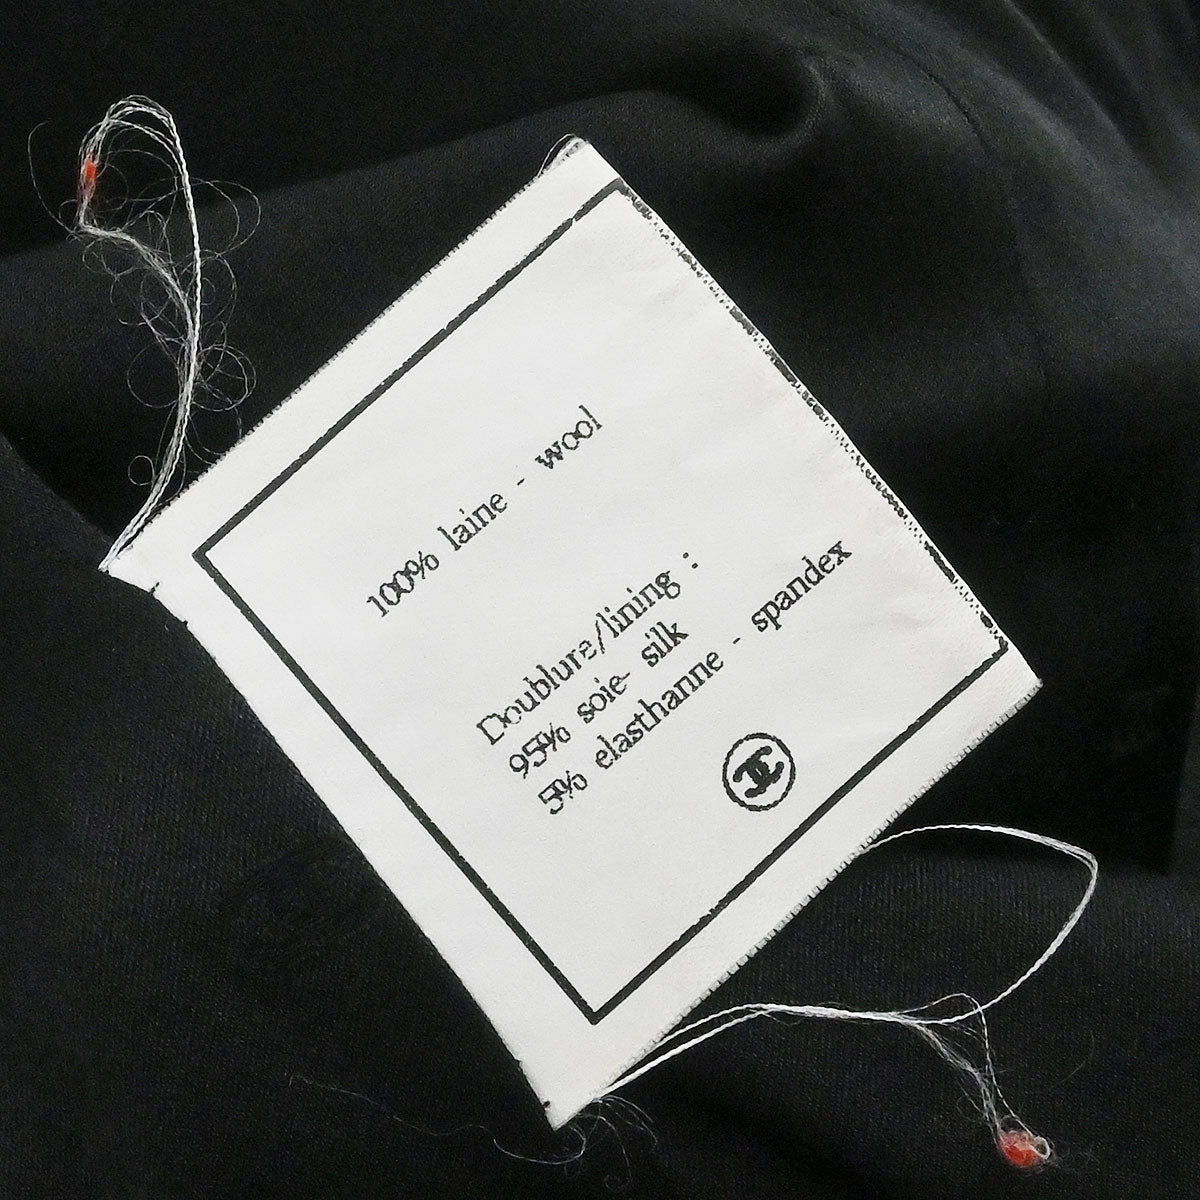 100% laine - wool
Doublure/lining :
95% soie- silk
5% elasthanne - spandex